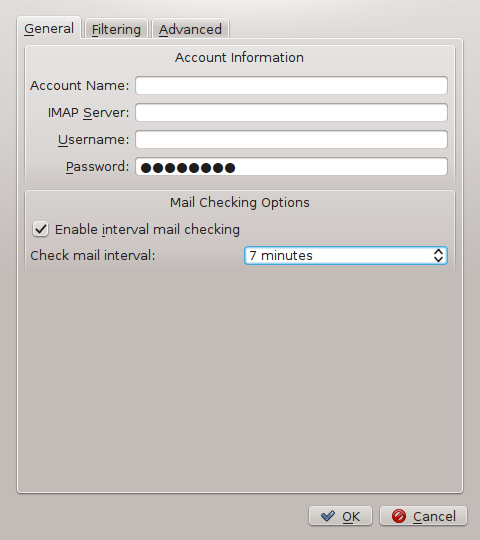 General Filtering Advanced
Account Information
Account Name:
IMAP Server:
Username:
Password: ●●●●●●●●
Mail Checking Options
Enable interval mail checking
Check mail interval: 7 minutes
OK Cancel